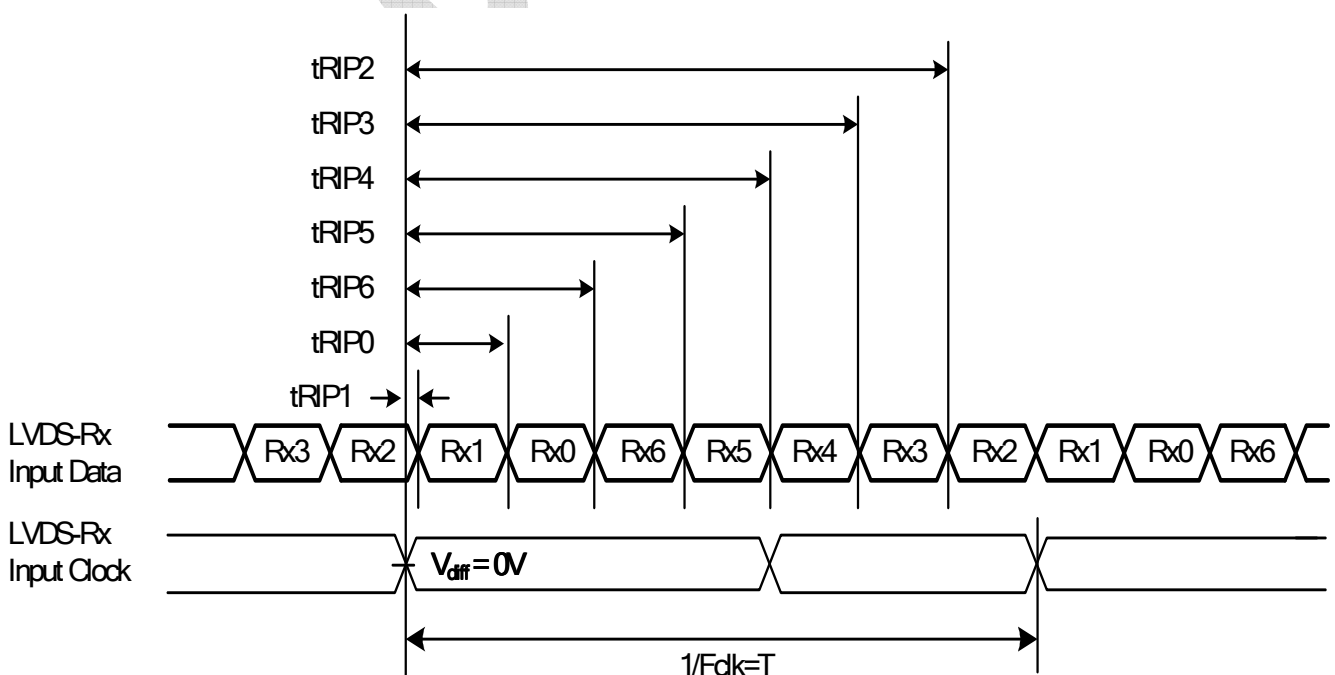 tRIP2
tRIP3
tRIP4
tRIP5
tRIP6
tRIP0
tRIP1
LVDS-Rx
Input Data
Rx3 Rx2 Rx1 Rx0 Rx6 Rx5 Rx4 Rx3 Rx2 Rx1 Rx0 Rx6
LVDS-Rx
Input Clock
Vdiff = 0V
1/Fclk=T